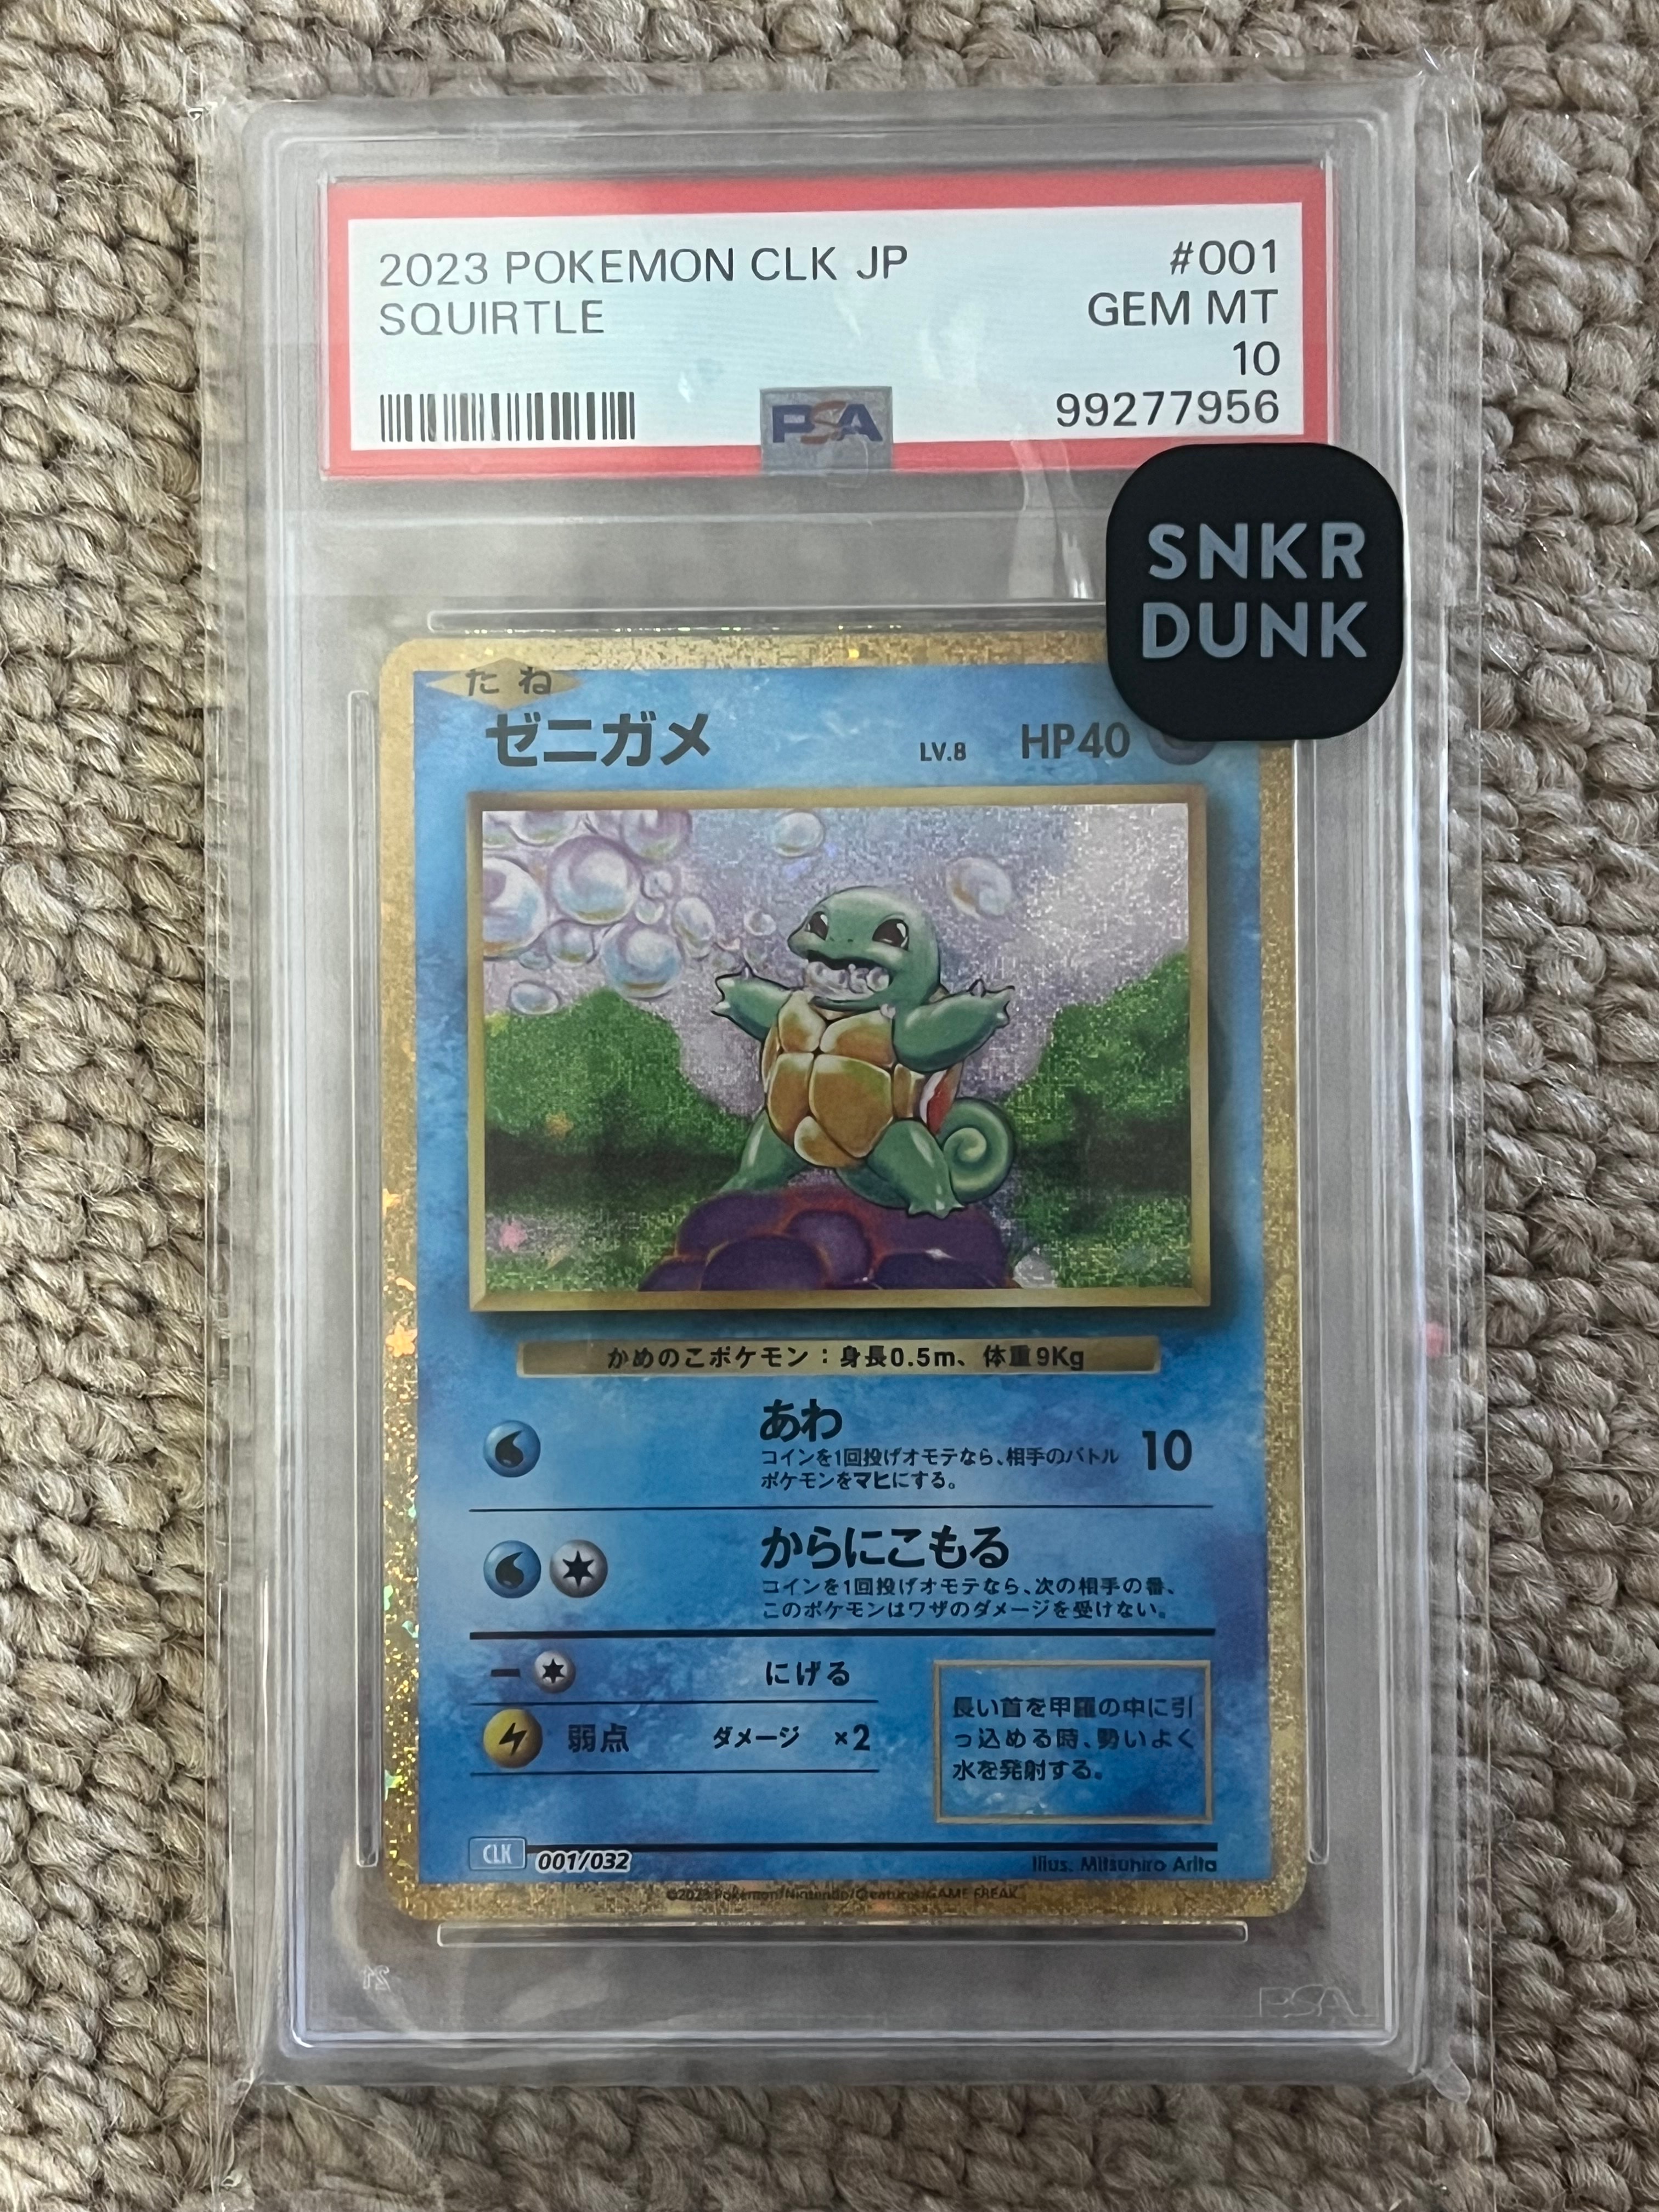 2023 POKEMON CLK JP
#001
SQUIRTLE
GEM MT
10
99277956
PSA
SNKR
DUNK
たね
ゼニガメ
LV.8
HP40
かめのこポケモン：身長0.5m、体重9Kg
あわ
コインを1回投げオモテなら、相手のバトル
ポケモンをマヒにする。
10
からにこもる
コインを1回投げオモテなら、次の相手の番、
このポケモンはワザのダメージを受けない。
にげる
弱点 ダメージ ×2
長い首を甲羅の中に引
っ込める時、勢いよく
水を発射する。
CLK 001/032
Illus. Mitsuhiro Arita
©2023 Pokémon/Nintendo/Creatures/GAME FREAK
PSA